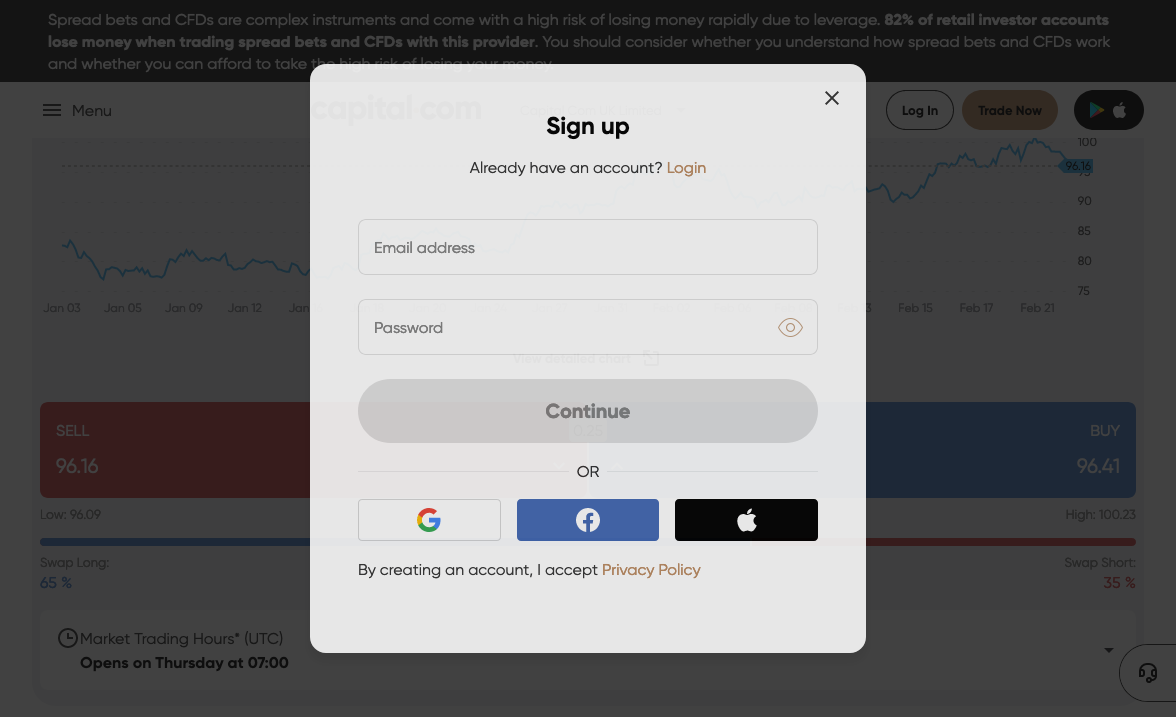 Spread bets and CFDs are complex instruments and come with a high risk of losing money rapidly due to leverage. 82% of retail investor accounts
lose money when trading spread bets and CFDs with this provider. You should consider whether you understand how spread bets and CFDs work
and whether you can afford to take the high risk of losing your money
Menu
capital com
Log In
Trade Now
Sign up
Already have an account? Login
Email address
Password
View detailed chart
Continue
OR
By creating an account, I accept Privacy Policy
100
96.16
95
90
85
80
75
Jan 03 Jan 05 Jan 09 Jan 12 Jan
3 Feb 15 Feb 17 Feb 21
SELL
96.16
0.25
BUY
96.41
Low: 96.09
High: 100.23
Swap Long:
65 %
Swap Short:
35 %
Market Trading Hours* (UTC)
Opens on Thursday at 07:00